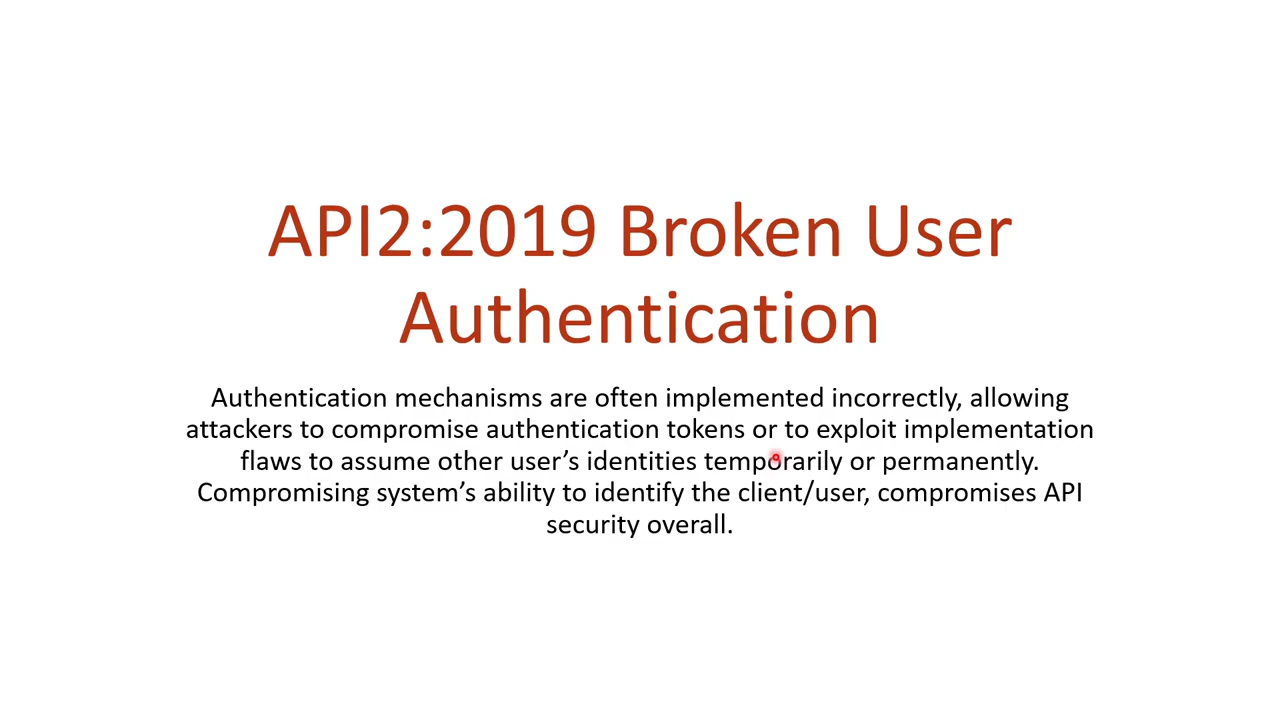 API2:2019 Broken User
Authentication
Authentication mechanisms are often implemented incorrectly, allowing
attackers to compromise authentication tokens or to exploit implementation
flaws to assume other user’s identities temporarily or permanently.
Compromising system’s ability to identify the client/user, compromises API
security overall.